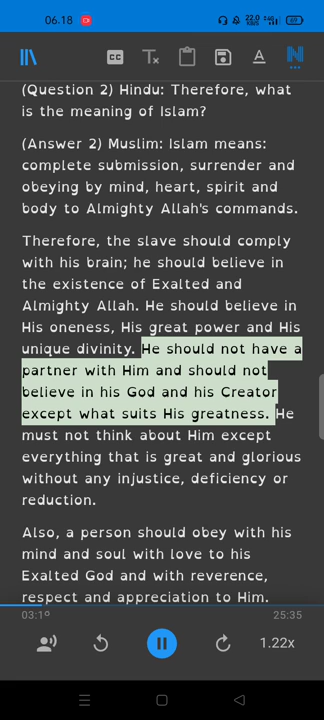 06.18
22.0
KB/S
CC
(Question 2) Hindu: Therefore, what
is the meaning of Islam?
(Answer 2) Muslim: Islam means:
complete submission, surrender and
obeying by mind, heart, spirit and
body to Almighty Allah's commands.
Therefore, the slave should comply
with his brain; he should believe in
the existence of Exalted and
Almighty Allah. He should believe in
His oneness, His great power and His
unique divinity. He should not have a
partner with Him and should not
believe in his God and his Creator
except what suits His greatness. He
must not think about Him except
everything that is great and glorious
without any injustice, deficiency or
reduction.
Also, a person should obey with his
mind and soul with love to his
Exalted God and with reverence,
respect and appreciation to Him.
25:35
1.22x